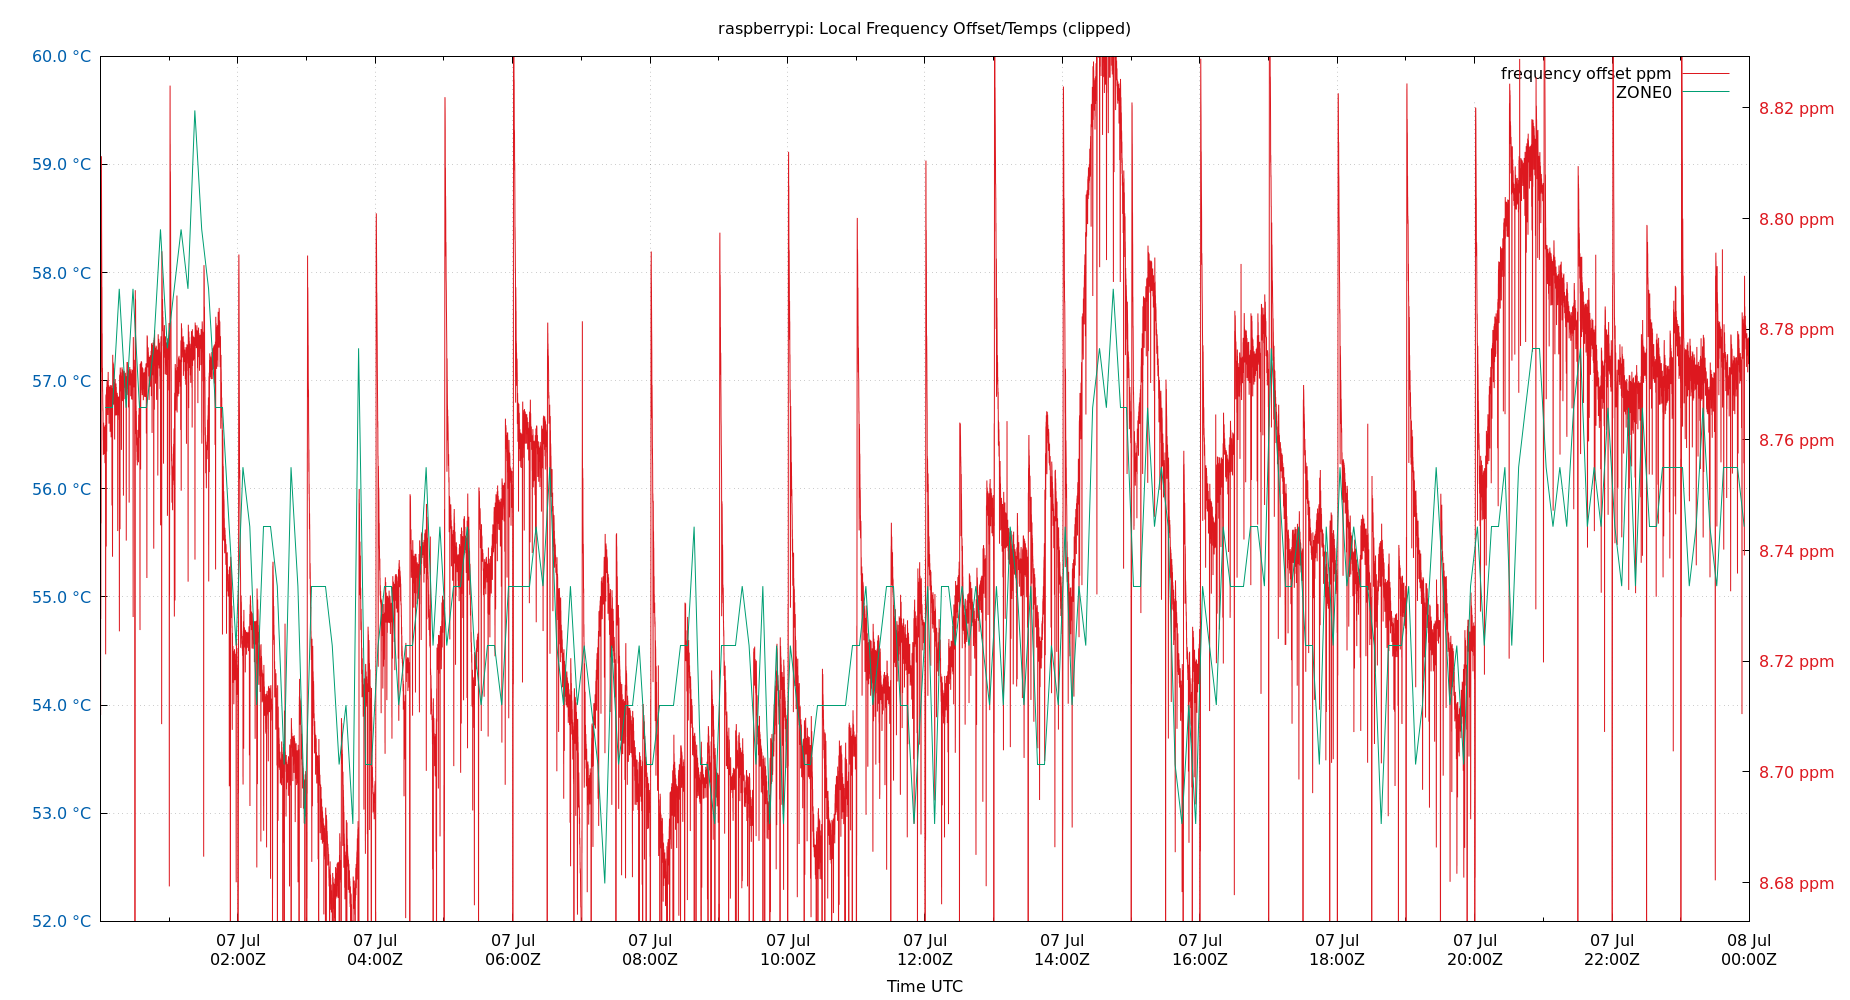 raspberrypi: Local Frequency Offset/Temps (clipped)
60.0 °C
59.0 °C
58.0 °C
57.0 °C
56.0 °C
55.0 °C
54.0 °C
53.0 °C
52.0 °C
frequency offset ppm
ZONE0
8.82 ppm
8.80 ppm
8.78 ppm
8.76 ppm
8.74 ppm
8.72 ppm
8.70 ppm
8.68 ppm
07 Jul
02:00Z
07 Jul
04:00Z
07 Jul
06:00Z
07 Jul
08:00Z
07 Jul
10:00Z
07 Jul
12:00Z
07 Jul
14:00Z
07 Jul
16:00Z
07 Jul
18:00Z
07 Jul
20:00Z
07 Jul
22:00Z
08 Jul
00:00Z
Time UTC